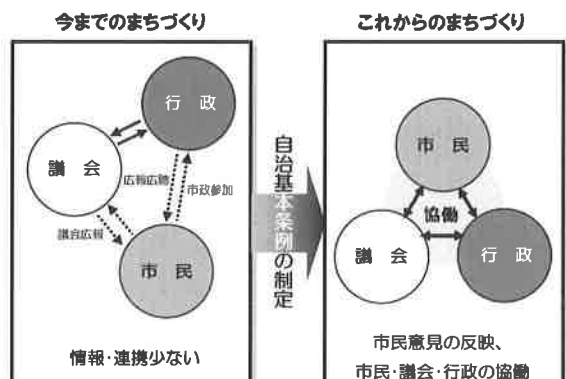 今までのまちづくり
行 政
議 会
広報広聴
市政参加
議会広報
市 民
情報・連携少ない
自治基本条例の制定
これからのまちづくり
市 民
協働
議 会
行 政
市民意見の反映、
市民・議会・行政の協働